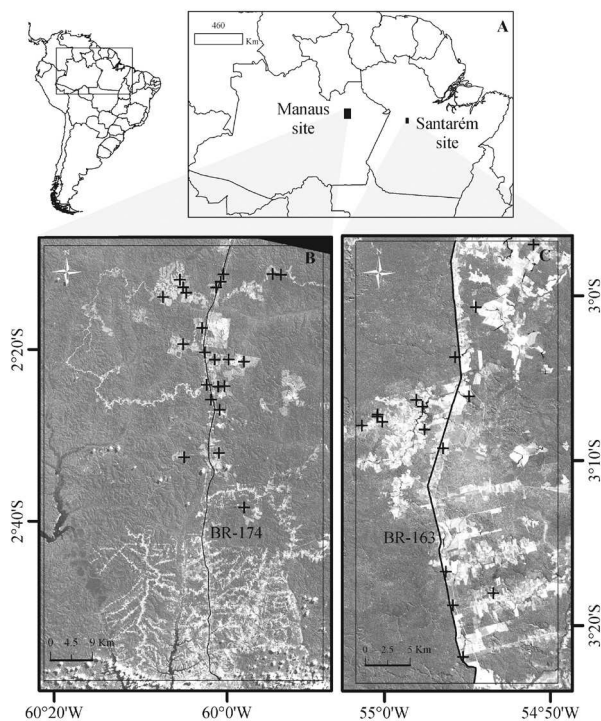 A
460
Km
Manaus
site
Santarém
site
B
N
C
N
2°20'S
2°40'S
3°0'S
3°10'S
3°20'S
BR-174
BR-163
0 4.5 9 Km
0 2.5 5 Km
60°20'W
60°0'W
55°0'W
54°50'W